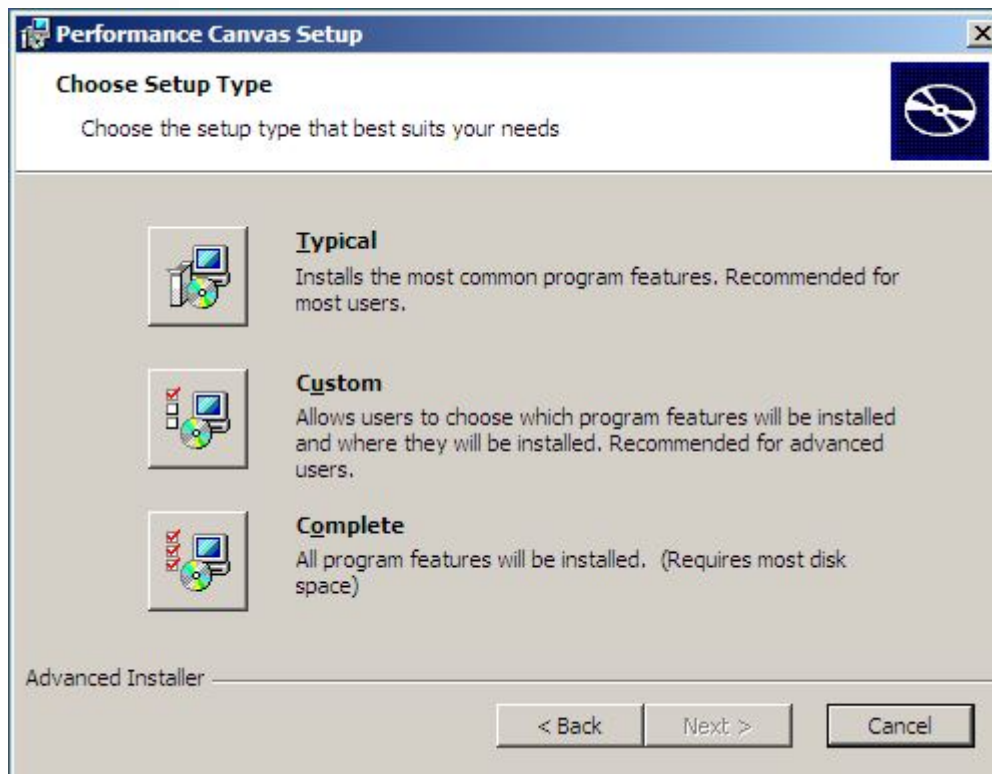 Performance Canvas Setup
Choose Setup Type
Choose the setup type that best suits your needs
Typical
Installs the most common program features. Recommended for
most users.
Custom
Allows users to choose which program features will be installed
and where they will be installed. Recommended for advanced
users.
Complete
All program features will be installed.  (Requires most disk
space)
Advanced Installer
< Back
Next >
Cancel